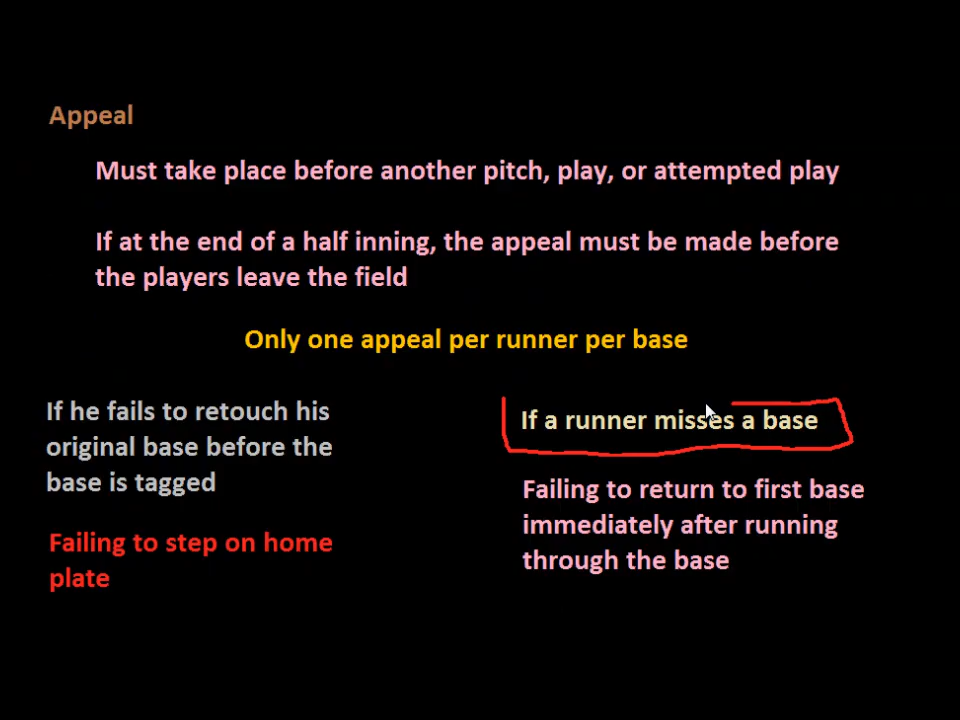 Appeal
Must take place before another pitch, play, or attempted play
If at the end of a half inning, the appeal must be made before
the players leave the field
Only one appeal per runner per base
If he fails to retouch his
original base before the
base is tagged
Failing to step on home
plate
If a runner misses a base
Failing to return to first base
immediately after running
through the base